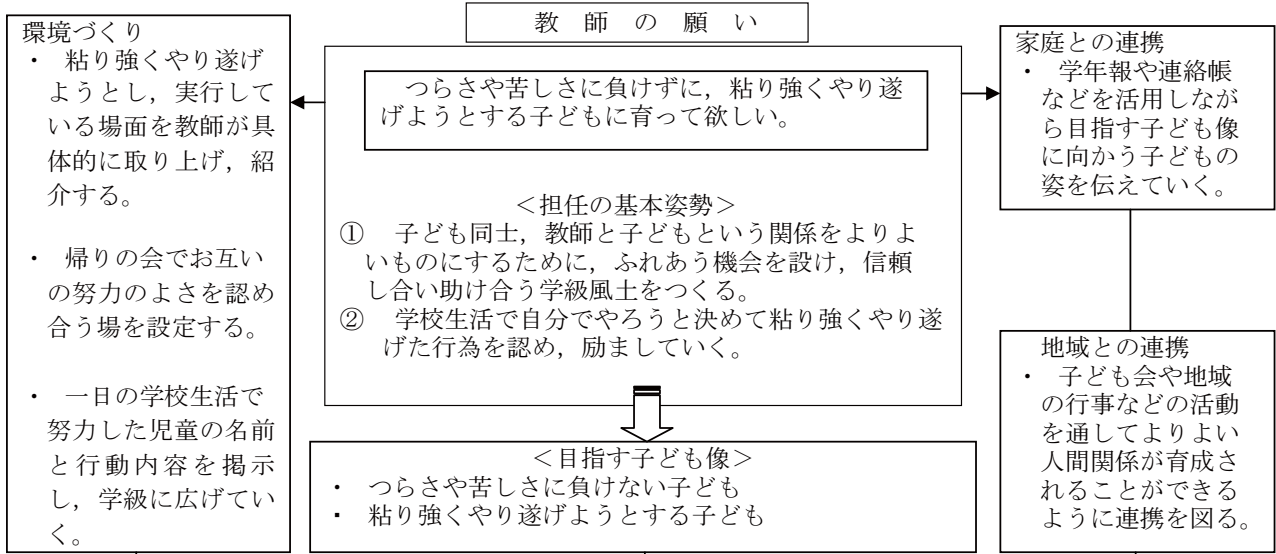 教 師 の 願 い
環境づくり
・ 粘り強くやり遂げ
ようとし，実行して
いる場面を教師が具
体的に取り上げ，紹
介する。
・ 帰りの会でお互い
の努力のよさを認め
合う場を設定する。
・ 一日の学校生活で
努力した児童の名前
と行動内容を掲示
し，学級に広げてい
く。
つらさや苦しさに負けずに，粘り強くやり遂
げようとする子どもに育って欲しい。
＜担任の基本姿勢＞
① 子ども同士，教師と子どもという関係をよりよ
いものにするために，ふれあう機会を設け，信頼
し合い助け合う学級風土をつくる。
② 学校生活で自分でやろうと決めて粘り強くやり遂
げた行為を認め，励ましていく。
＜目指す子ども像＞
・ つらさや苦しさに負けない子ども
・ 粘り強くやり遂げようとする子ども
家庭との連携
・ 学年報や連絡帳
などを活用しなが
ら目指す子ども像
に向かう子どもの
姿を伝えていく。
地域との連携
・ 子ども会や地域
の行事などの活動
を通してよりよい
人間関係が育成さ
れることができる
ように連携を図る。